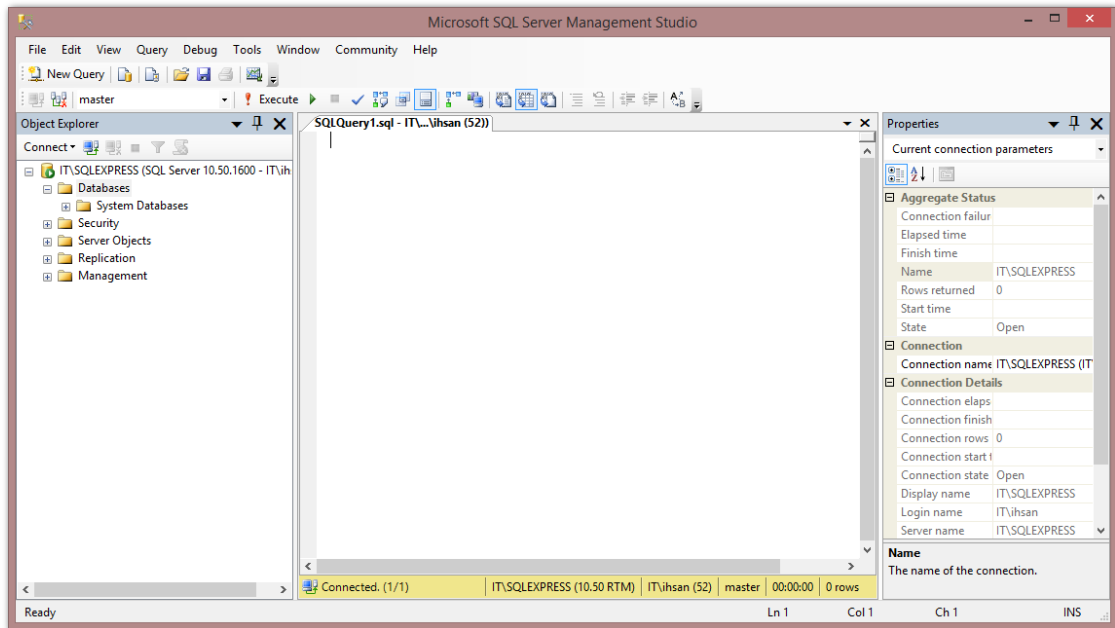 Microsoft SQL Server Management Studio
File Edit View Query Debug Tools Window Community Help
New Query
master Execute
Object Explorer
Connect
IT\SQLEXPRESS (SQL Server 10.50.1600 - IT\ih
Databases
System Databases
Security
Server Objects
Replication
Management
SQLQuery1.sql - IT\...\ihsan (52))
Connected. (1/1) IT\SQLEXPRESS (10.50 RTM) IT\ihsan (52) master 00:00:00 0 rows
Properties
Current connection parameters
Aggregate Status
Connection failur
Elapsed time
Finish time
Name IT\SQLEXPRESS
Rows returned 0
Start time
State Open
Connection
Connection name IT\SQLEXPRESS (IT
Connection Details
Connection elaps
Connection finish
Connection rows 0
Connection start t
Connection state Open
Display name IT\SQLEXPRESS
Login name IT\ihsan
Server name IT\SQLEXPRESS
Name
The name of the connection.
Ready Ln 1 Col 1 Ch 1 INS